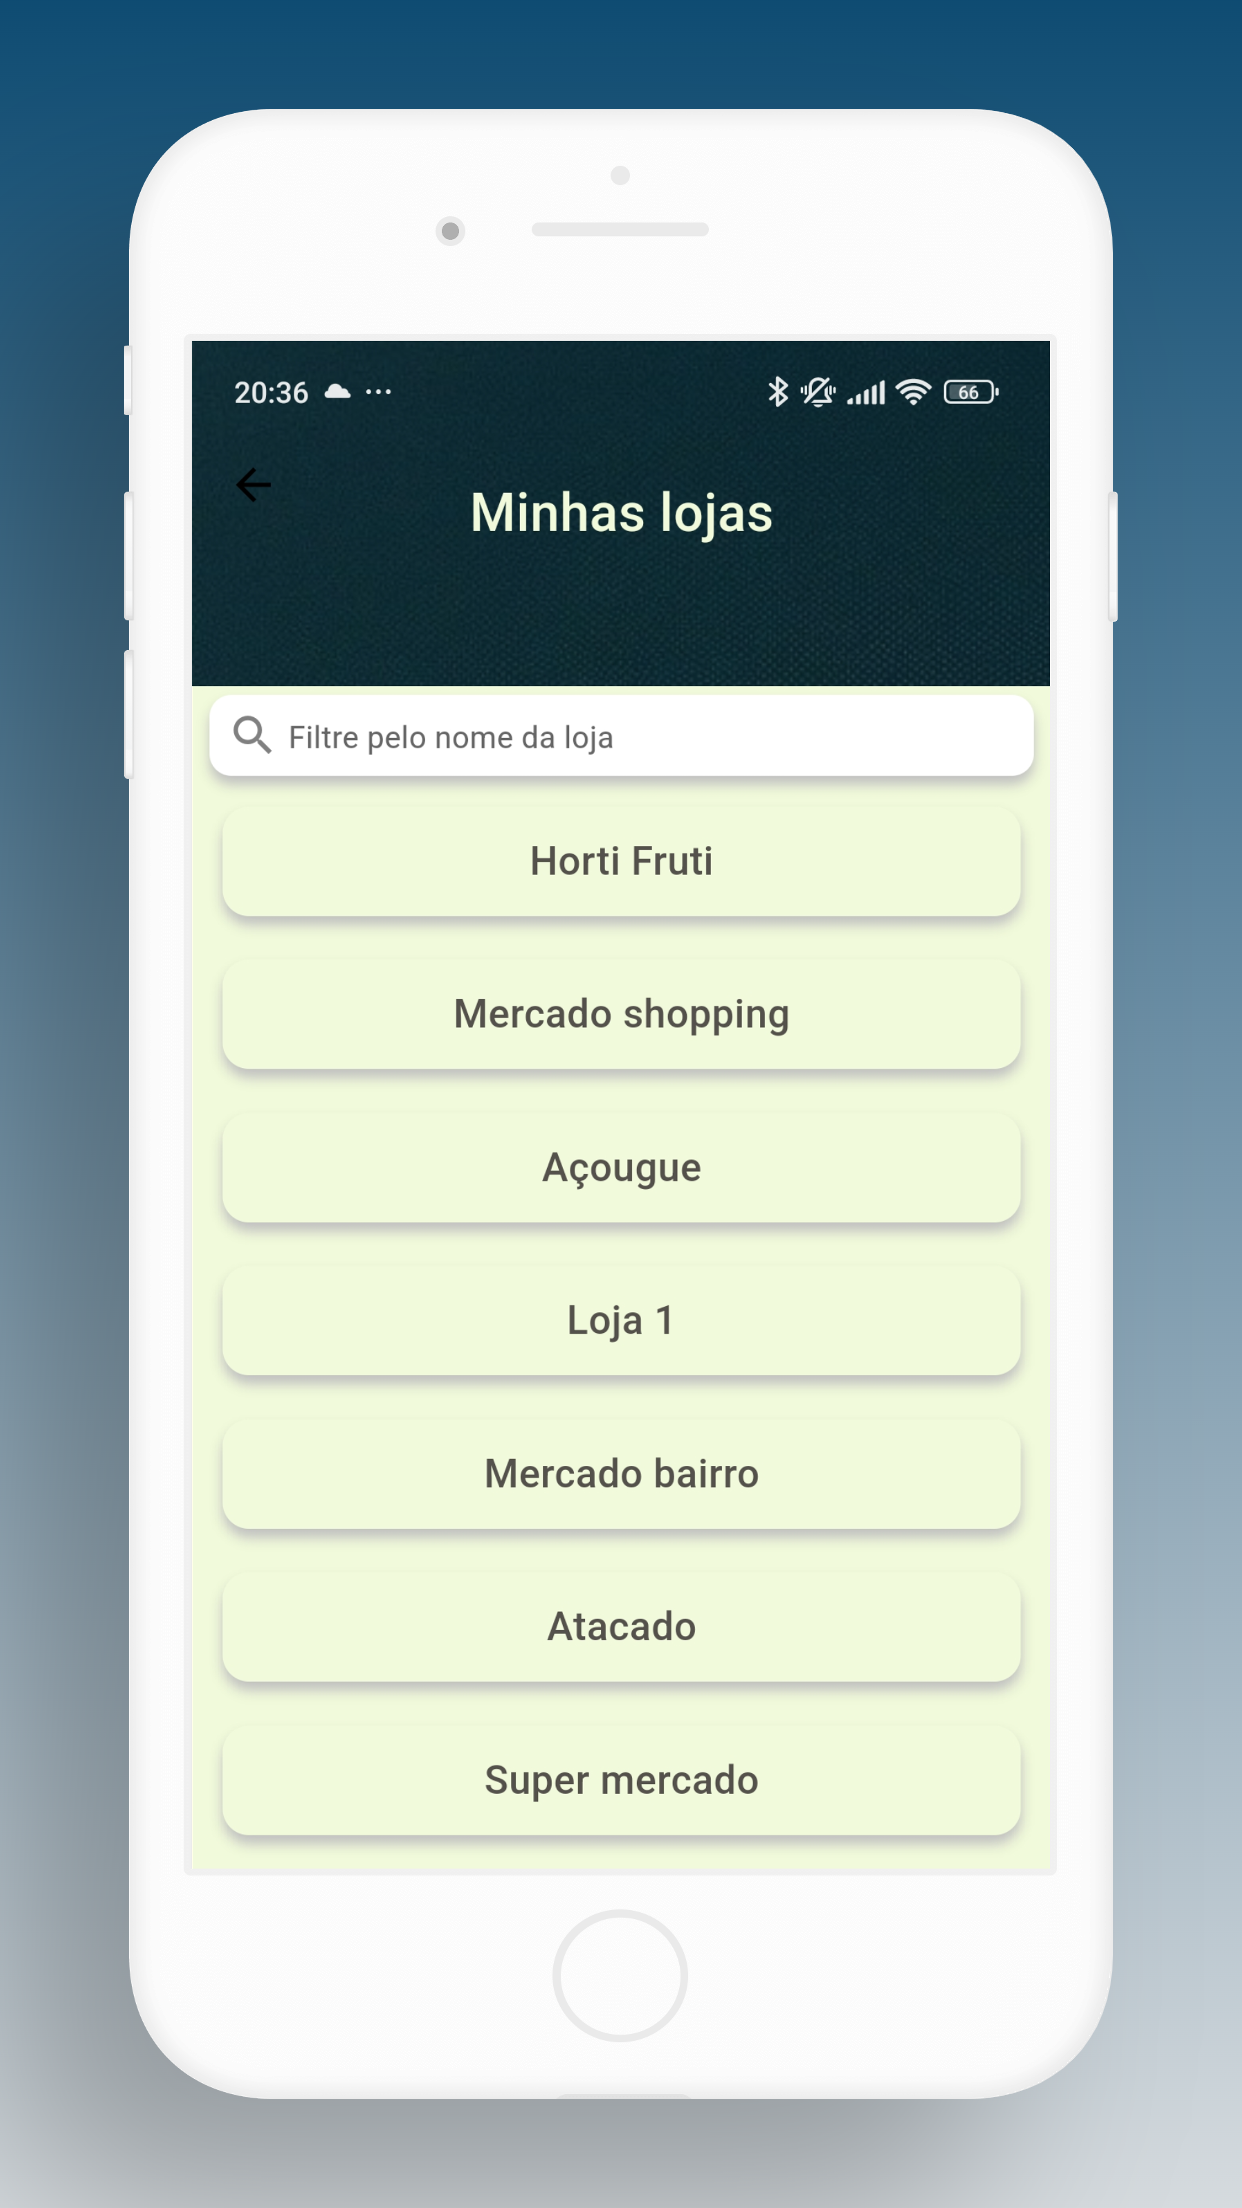 20:36
66
Minhas lojas
Filtre pelo nome da loja
Horti Fruti
Mercado shopping
Açougue
Loja 1
Mercado bairro
Atacado
Super mercado